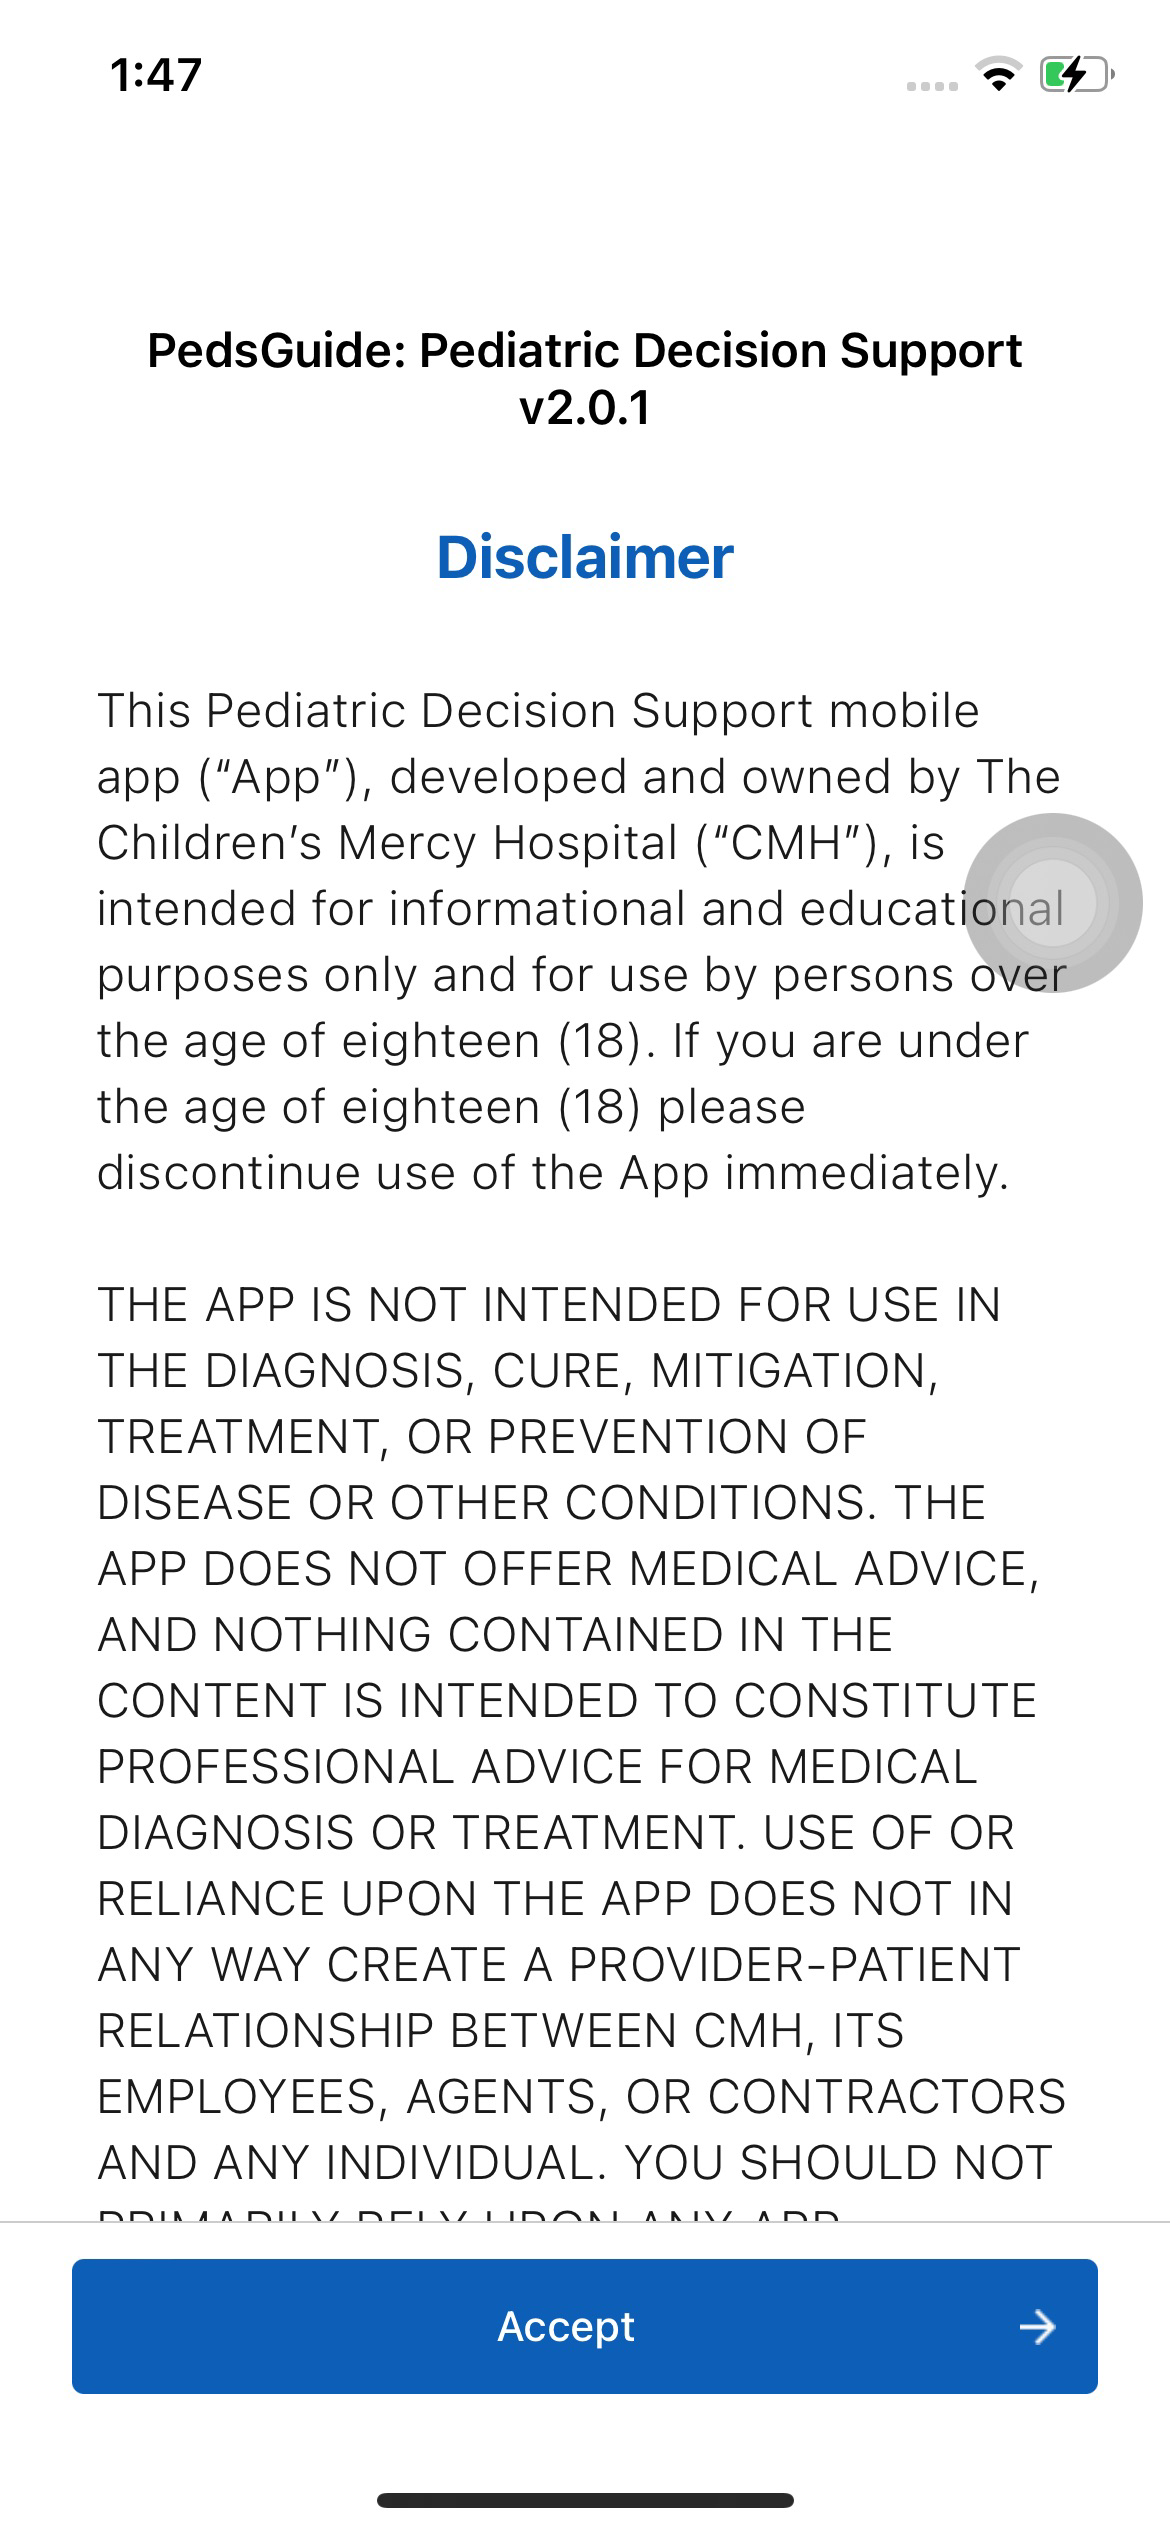 1:47
PedsGuide: Pediatric Decision Support
v2.0.1
Disclaimer
This Pediatric Decision Support mobile
app (“App”), developed and owned by The
Children’s Mercy Hospital (“CMH”), is
intended for informational and educational
purposes only and for use by persons over
the age of eighteen (18). If you are under
the age of eighteen (18) please
discontinue use of the App immediately.
THE APP IS NOT INTENDED FOR USE IN
THE DIAGNOSIS, CURE, MITIGATION,
TREATMENT, OR PREVENTION OF
DISEASE OR OTHER CONDITIONS. THE
APP DOES NOT OFFER MEDICAL ADVICE,
AND NOTHING CONTAINED IN THE
CONTENT IS INTENDED TO CONSTITUTE
PROFESSIONAL ADVICE FOR MEDICAL
DIAGNOSIS OR TREATMENT. USE OF OR
RELIANCE UPON THE APP DOES NOT IN
ANY WAY CREATE A PROVIDER-PATIENT
RELATIONSHIP BETWEEN CMH, ITS
EMPLOYEES, AGENTS, OR CONTRACTORS
AND ANY INDIVIDUAL. YOU SHOULD NOT
PRIMARILY RELY UPON ANY APP
Accept